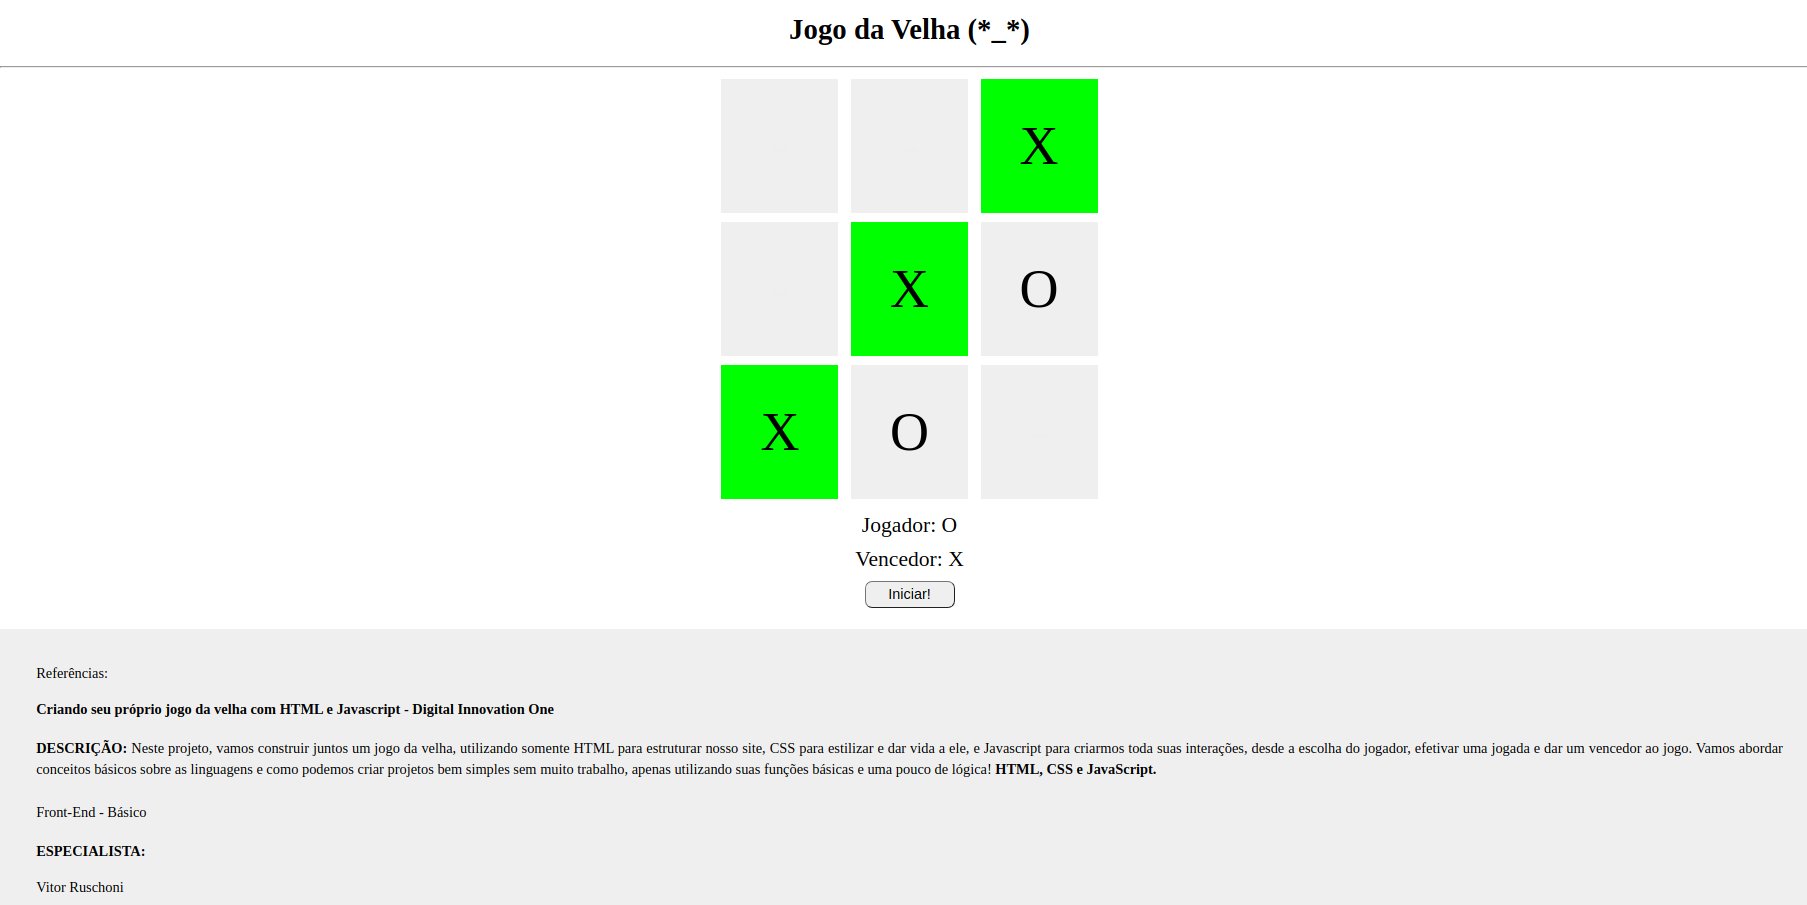 Jogo da Velha (*_*)
X
X O
X O
Jogador: O
Vencedor: X
Iniciar!
Referências:
Criando seu próprio jogo da velha com HTML e Javascript - Digital Innovation One
DESCRIÇÃO: Neste projeto, vamos construir juntos um jogo da velha, utilizando somente HTML para estruturar nosso site, CSS para estilizar e dar vida a ele, e Javascript para criarmos toda suas interações, desde a escolha do jogador, efetivar uma jogada e dar um vencedor ao jogo. Vamos abordar
conceitos básicos sobre as linguagens e como podemos criar projetos bem simples sem muito trabalho, apenas utilizando suas funções básicas e uma pouco de lógica! HTML, CSS e JavaScript.
Front-End - Básico
ESPECIALISTA:
Vitor Ruschoni